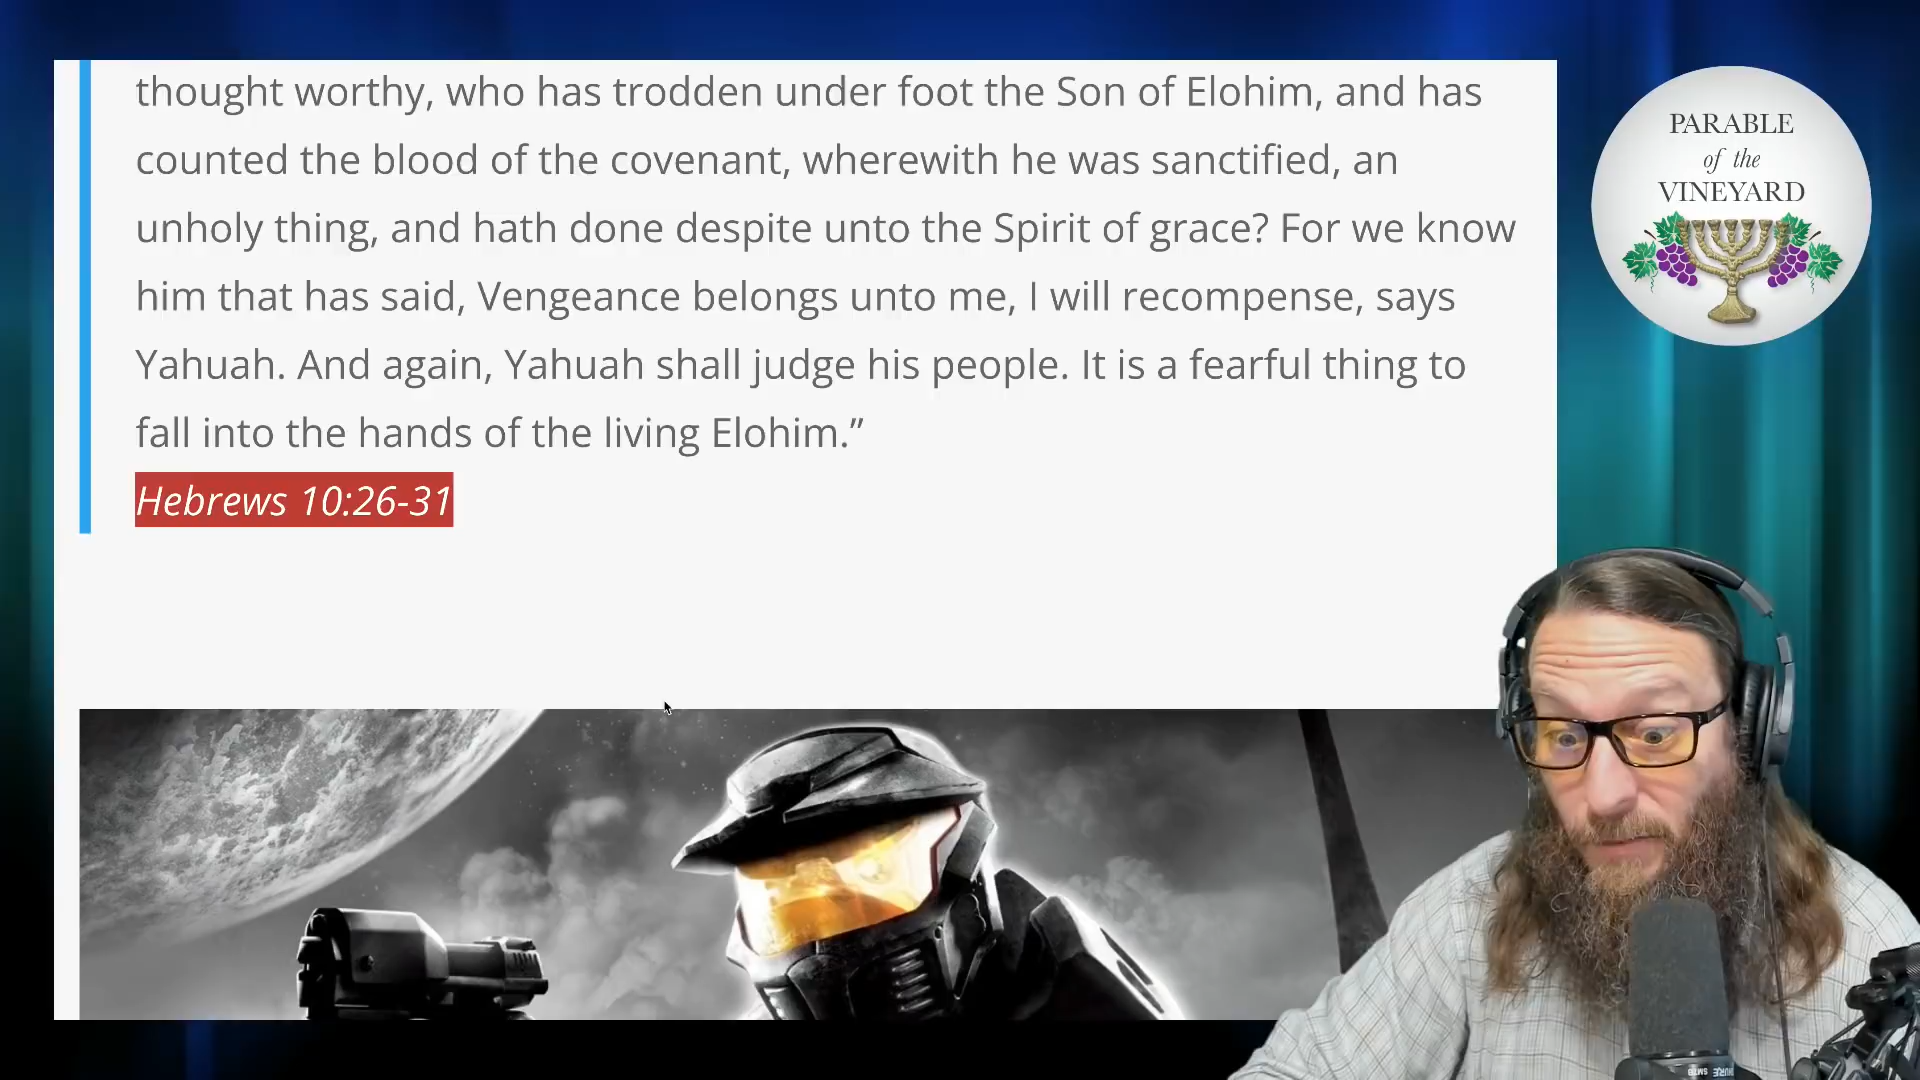 thought worthy, who has trodden under foot the Son of Elohim, and has
counted the blood of the covenant, wherewith he was sanctified, an
unholy thing, and hath done despite unto the Spirit of grace? For we know
him that has said, Vengeance belongs unto me, I will recompense, says
Yahuah. And again, Yahuah shall judge his people. It is a fearful thing to
fall into the hands of the living Elohim.”
Hebrews 10:26-31
PARABLE
of the
VINEYARD
SHURE SM7B